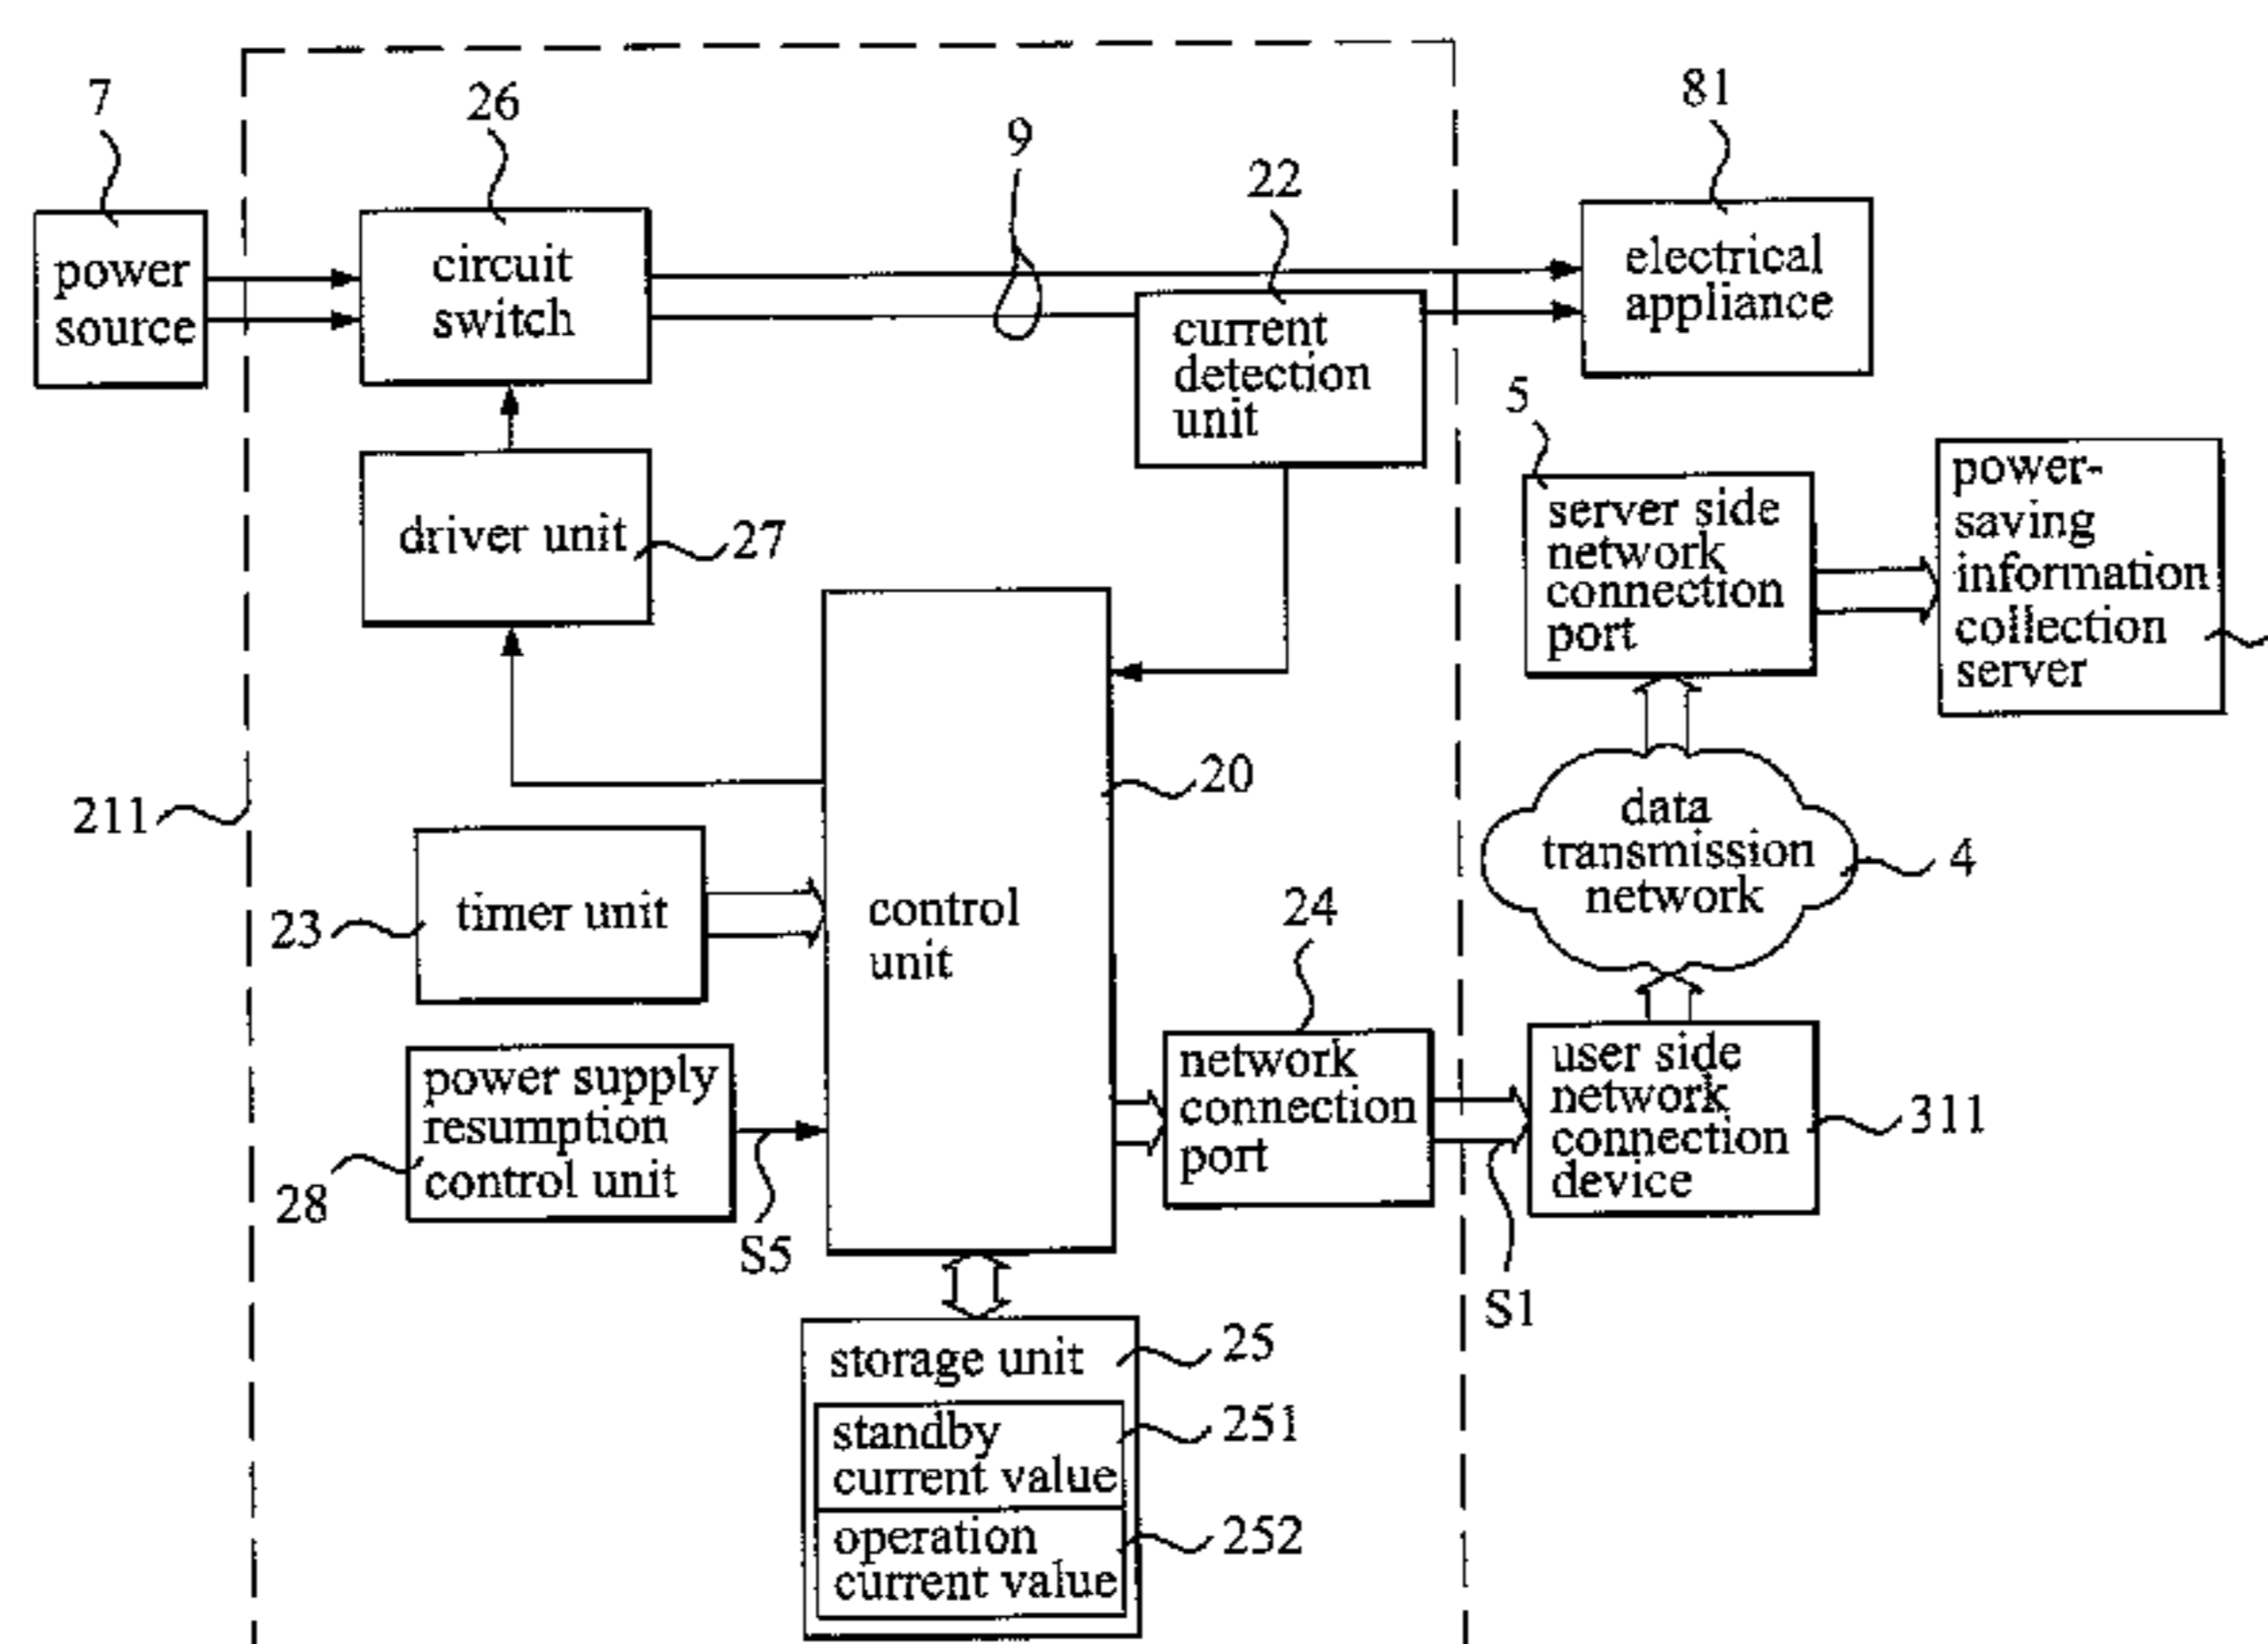 7
26
9
22
81
power
source
circuit
switch
current
detection
unit
electrical
appliance
5
server side
network
connection
port
power-
saving
information
collection
server
driver unit
27
20
211
data
transmission
network
4
23
timer unit
control
unit
24
power supply
resumption
control unit
28
S5
network
connection
port
S1
user side
network
connection
device
311
storage unit
25
standby
current value
251
operation
current value
252